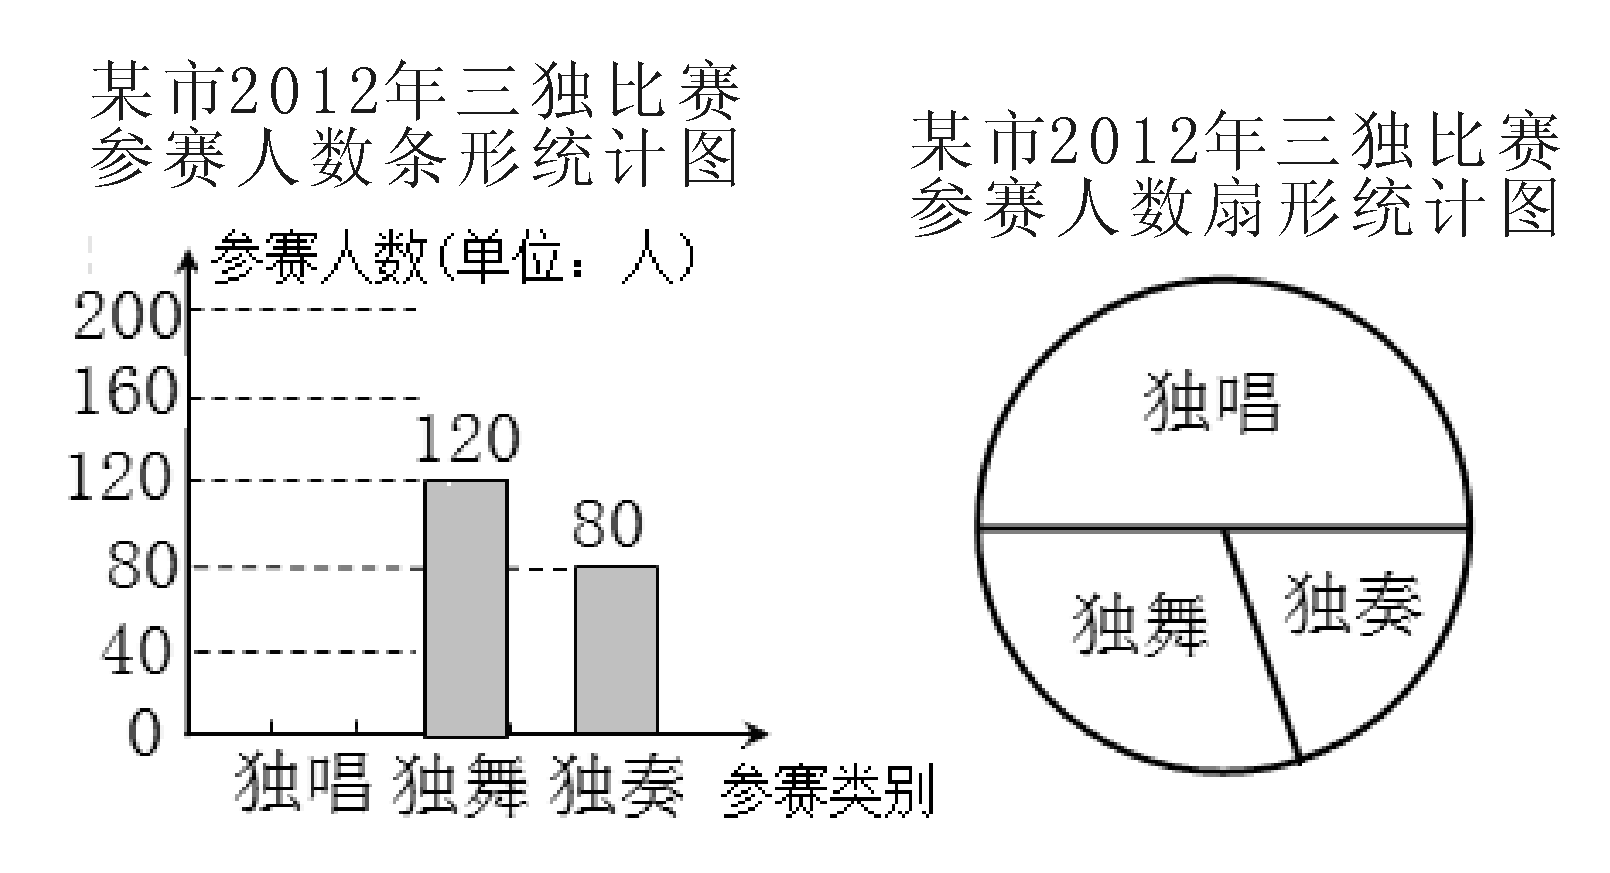 某市2012年三独比赛
参赛人数条形统计图
参赛人数(单位：人)
200
160
120
80
40
0
120
80
独唱 独舞 独奏 参赛类别
某市2012年三独比赛
参赛人数扇形统计图
独唱
独舞
独奏